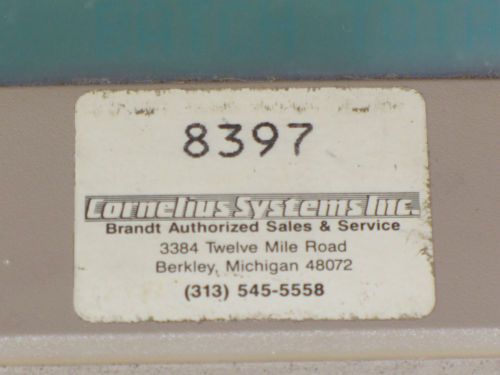 8397
Cornelius Systems Inc.
Brandt Authorized Sales & Service
3384 Twelve Mile Road
Berkley, Michigan 48072
(313) 545-5558